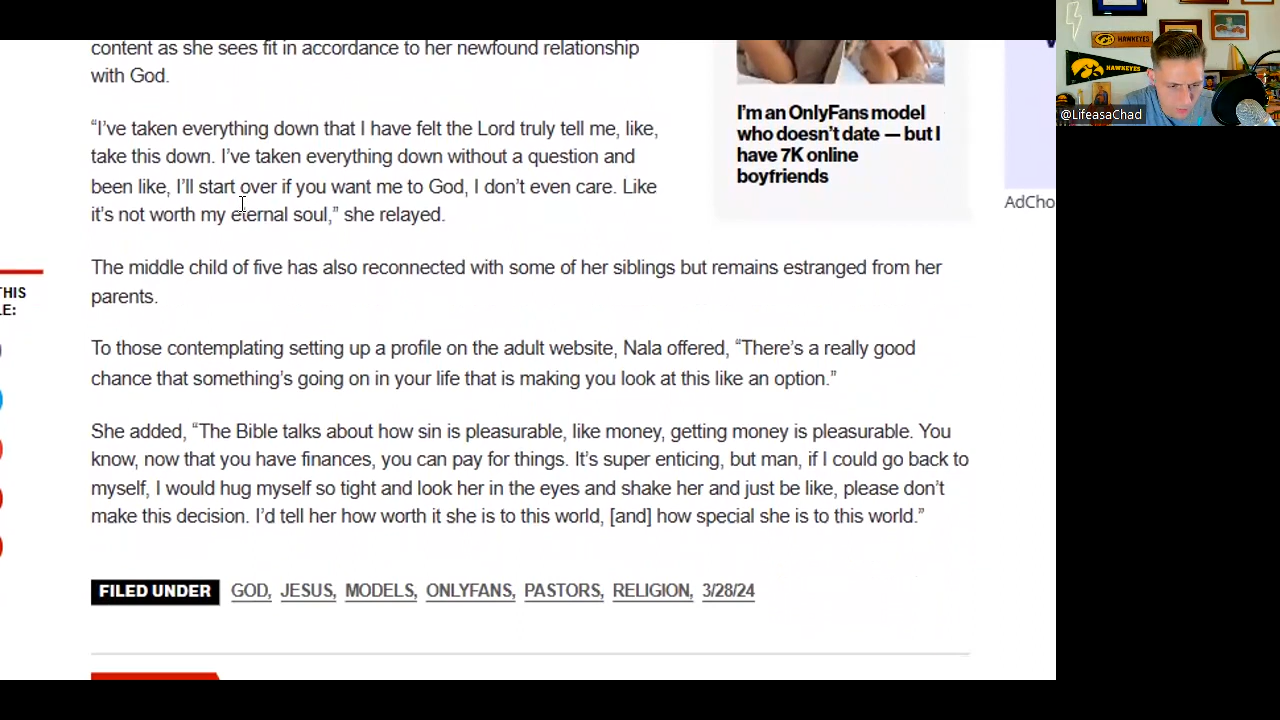 content as she sees fit in accordance to her newfound relationship
with God.
“I’ve taken everything down that I have felt the Lord truly tell me, like,
take this down. I’ve taken everything down without a question and
been like, I’ll start over if you want me to God, I don’t even care. Like
it’s not worth my eternal soul,” she relayed.
The middle child of five has also reconnected with some of her siblings but remains estranged from her
parents.
To those contemplating setting up a profile on the adult website, Nala offered, “There’s a really good
chance that something’s going on in your life that is making you look at this like an option.”
She added, “The Bible talks about how sin is pleasurable, like money, getting money is pleasurable. You
know, now that you have finances, you can pay for things. It’s super enticing, but man, if I could go back to
myself, I would hug myself so tight and look her in the eyes and shake her and just be like, please don’t
make this decision. I’d tell her how worth it she is to this world, [and] how special she is to this world.”
FILED UNDER GOD, JESUS, MODELS, ONLYFANS, PASTORS, RELIGION, 3/28/24
I’m an OnlyFans model
who doesn’t date — but I
have 7K online
boyfriends
AdCho
THIS
LE:
HAWKEYES
HAWKEYES
@LifeasaChad